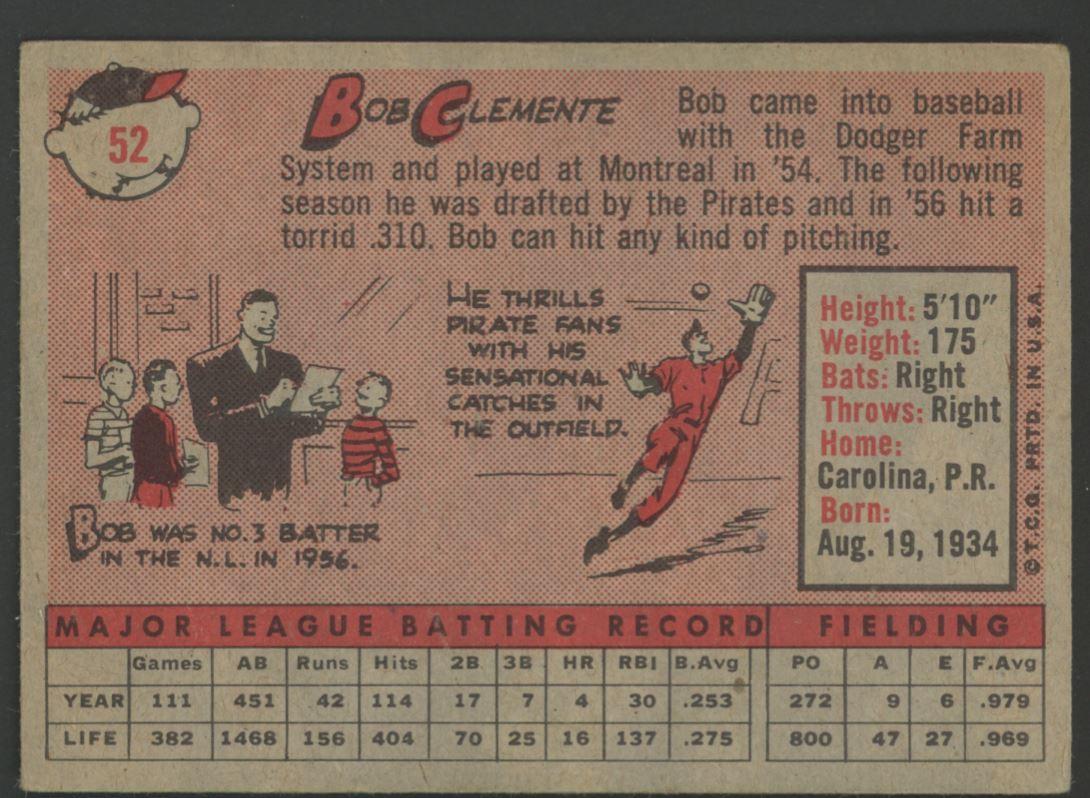 52
BOB CLEMENTE
Bob came into baseball
with the Dodger Farm
System and played at Montreal in '54. The following
season he was drafted by the Pirates and in '56 hit a
torrid .310. Bob can hit any kind of pitching.
HE THRILLS
PIRATE FANS
WITH HIS
SENSATIONAL
CATCHES IN
THE OUTFIELD.
BOB WAS NO. 3 BATTER
IN THE N.L. IN 1956.
Height: 5'10"
Weight: 175
Bats: Right
Throws: Right
Home:
Carolina, P.R.
Born:
Aug. 19, 1934
©T.C.G. PRTD. IN U.S.A.
MAJOR LEAGUE BATTING RECORD FIELDING
Games AB Runs Hits 2B 3B HR RBI B.Avg PO A E F.Avg
YEAR 111 451 42 114 17 7 4 30 .253 272 9 6 .979
LIFE 382 1468 156 404 70 25 16 137 .275 800 47 27 .969